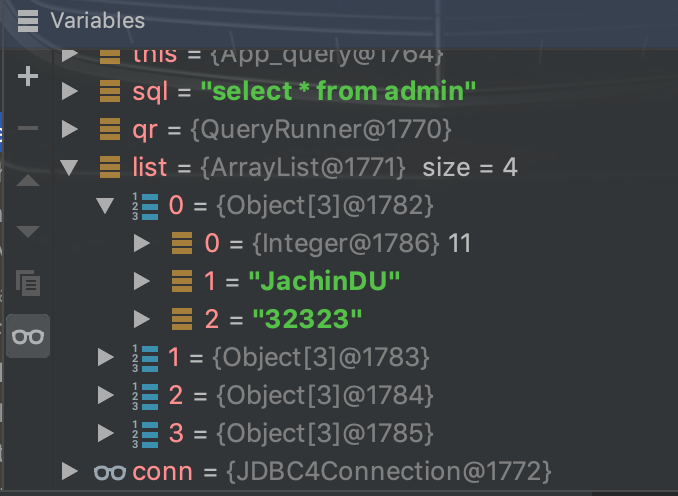 Variables
this = {App_query@1764}
sql = "select * from admin"
qr = {QueryRunner@1770}
list = {ArrayList@1771} size = 4
0 = {Object[3]@1782}
0 = {Integer@1786} 11
1 = "JachinDU"
2 = "32323"
1 = {Object[3]@1783}
2 = {Object[3]@1784}
3 = {Object[3]@1785}
conn = {JDBC4Connection@1772}